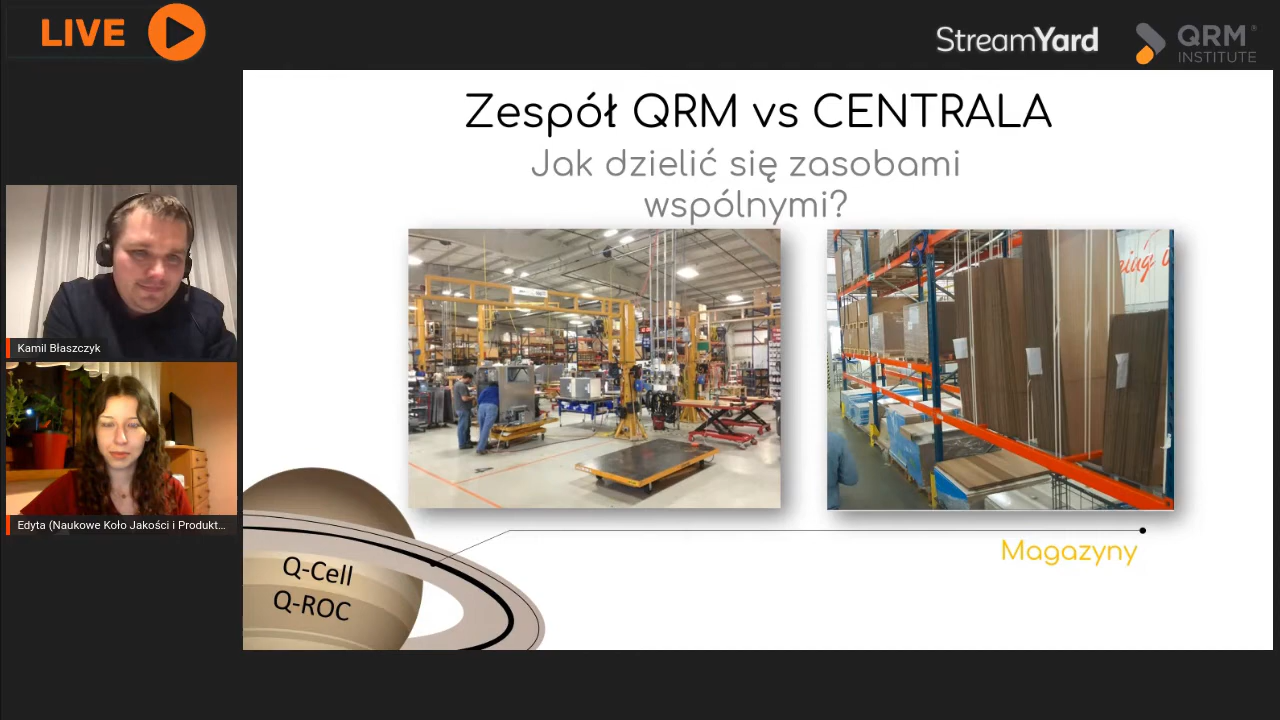 LIVE
StreamYard
QRM
INSTITUTE
Zespół QRM vs CENTRALA
Jak dzielić się zasobami
wspólnymi?
Kamil Błaszczyk
Edyta (Naukowe Koło Jakości i Produkt...
Magazyny
Q-Cell
Q-ROC